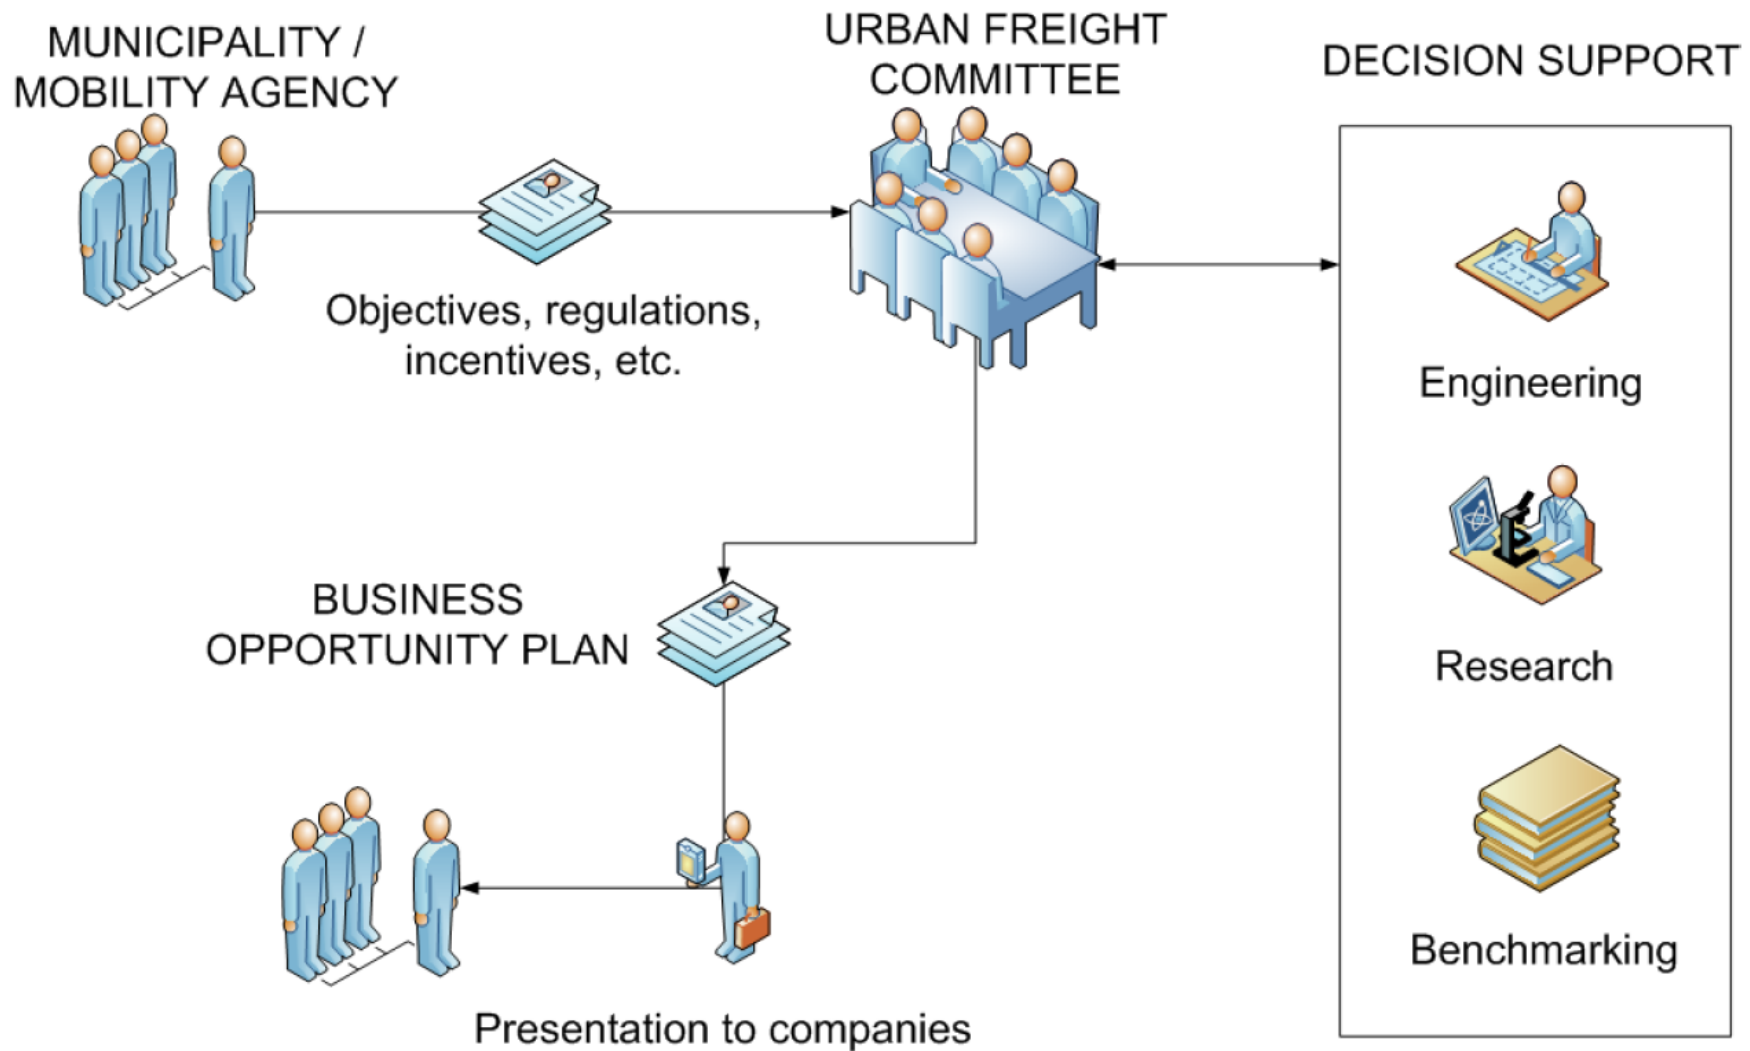 MUNICIPALITY /
MOBILITY AGENCY
URBAN FREIGHT
COMMITTEE
DECISION SUPPORT
Objectives, regulations,
incentives, etc.
Engineering
BUSINESS
OPPORTUNITY PLAN
Research
Benchmarking
Presentation to companies